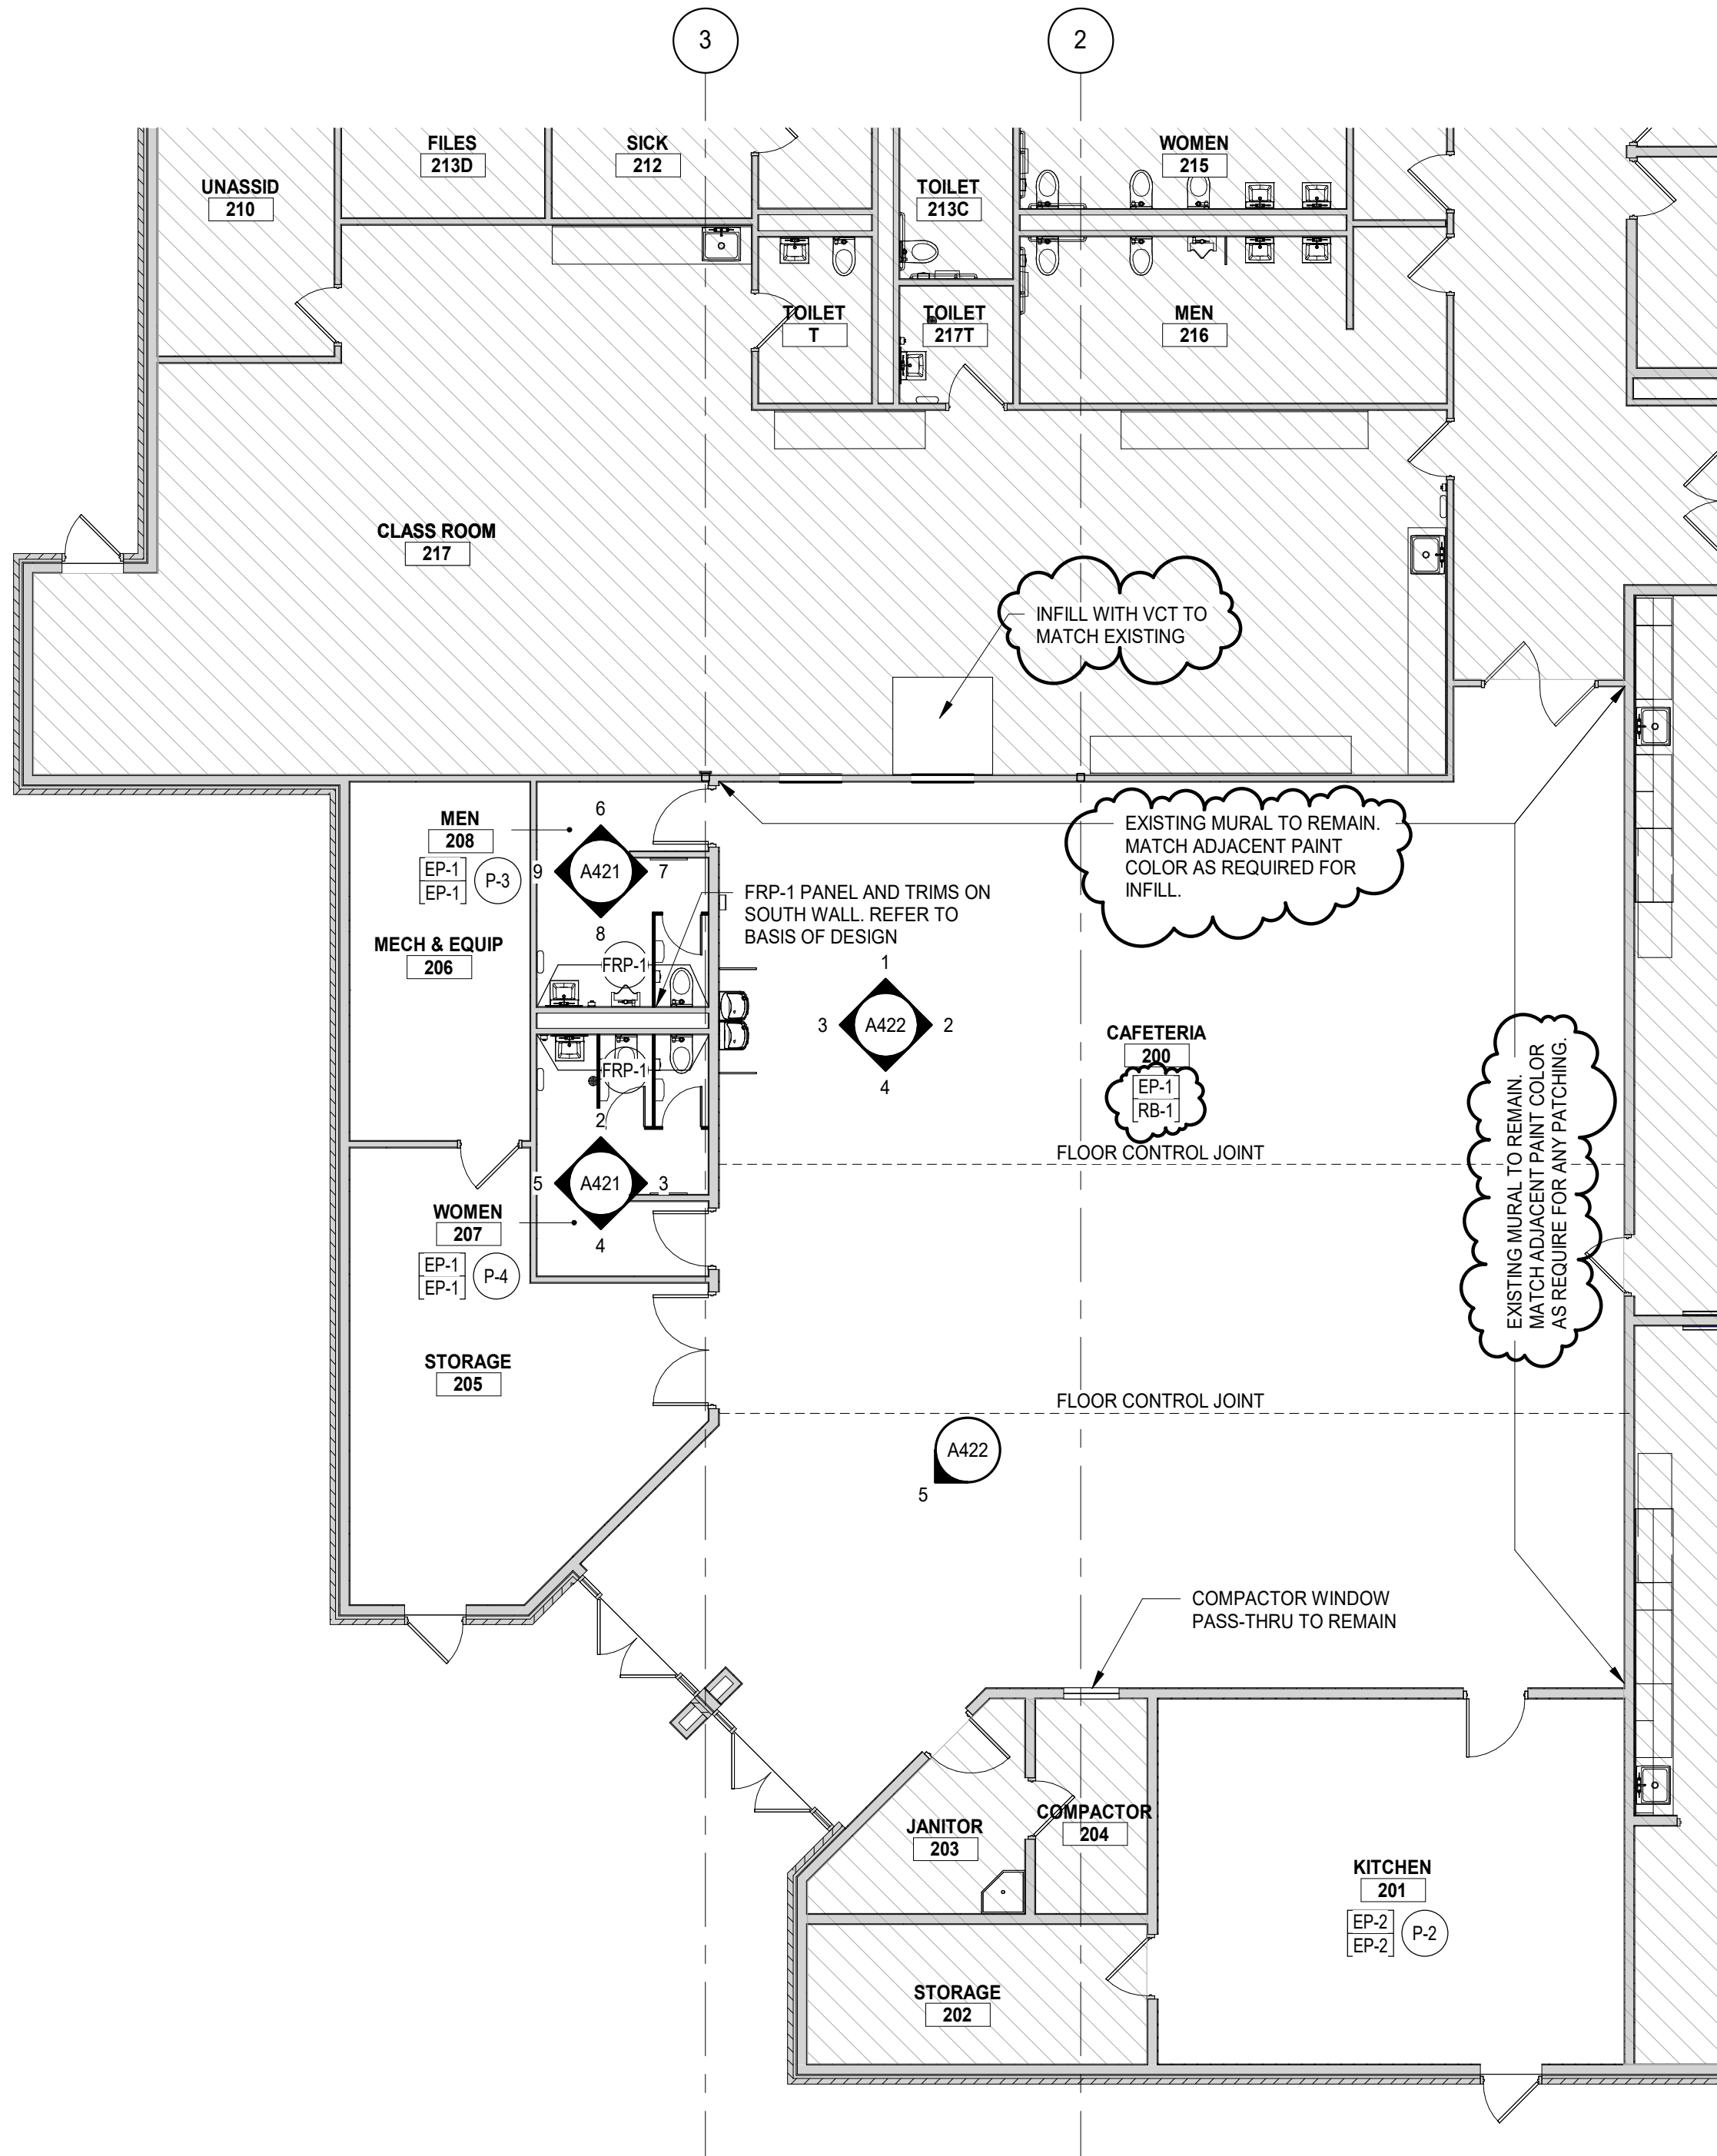 3
2
FILES
213D
SICK
212
WOMEN
215
UNASSID
210
TOILET
213C
TOILET
T
TOILET
217T
MEN
216
CLASS ROOM
217
INFILL WITH VCT TO
MATCH EXISTING
MEN
208
EP-1
EP-1
P-3
6
9
A421
7
8
EXISTING MURAL TO REMAIN.
MATCH ADJACENT PAINT
COLOR AS REQUIRED FOR
INFILL.
FRP-1 PANEL AND TRIMS ON
SOUTH WALL. REFER TO
BASIS OF DESIGN
MECH & EQUIP
206
FRP-1
1
3
A422
2
4
CAFETERIA
200
EP-1
RB-1
FRP-1
EXISTING MURAL TO REMAIN.
MATCH ADJACENT PAINT COLOR
AS REQUIRE FOR ANY PATCHING.
FLOOR CONTROL JOINT
2
5
A421
3
4
WOMEN
207
EP-1
EP-1
P-4
STORAGE
205
FLOOR CONTROL JOINT
A422
5
COMPACTOR WINDOW
PASS-THRU TO REMAIN
JANITOR
203
COMPACTOR
204
KITCHEN
201
EP-2
EP-2
P-2
STORAGE
202